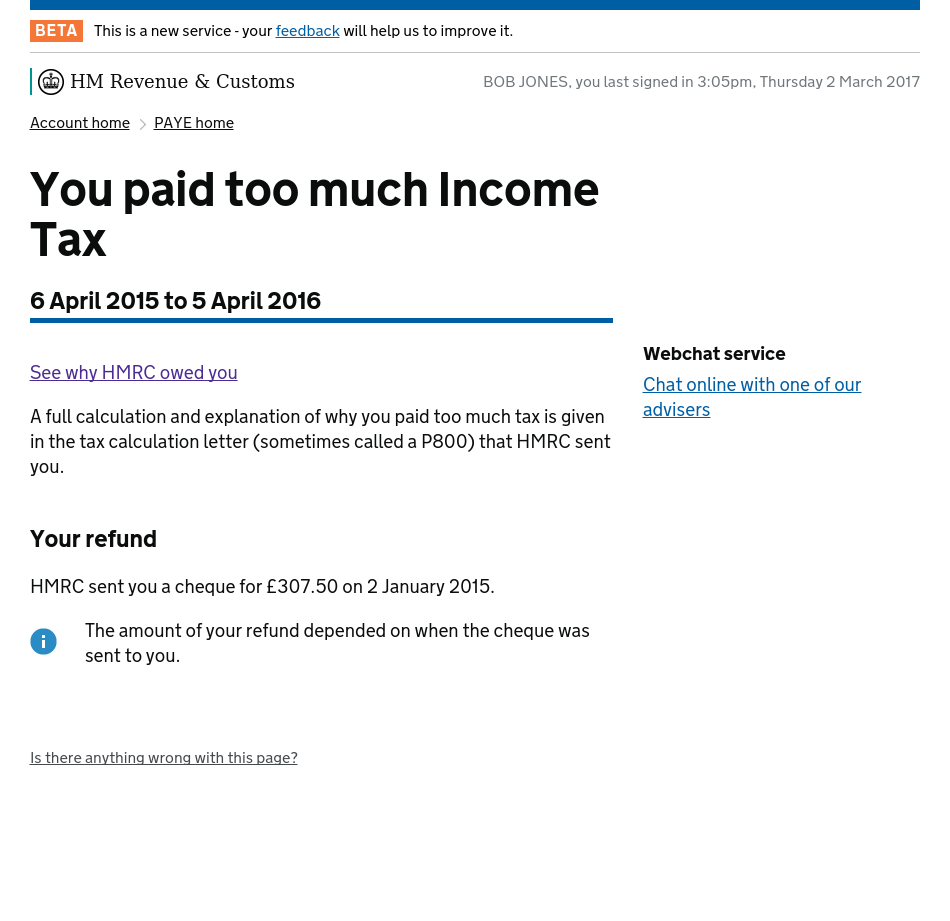 BETA This is a new service - your feedback will help us to improve it.
HM Revenue & Customs
BOB JONES, you last signed in 3:05pm, Thursday 2 March 2017
Account home PAYE home
You paid too much Income
Tax
6 April 2015 to 5 April 2016
See why HMRC owed you
A full calculation and explanation of why you paid too much tax is given
in the tax calculation letter (sometimes called a P800) that HMRC sent
you.
Your refund
HMRC sent you a cheque for £307.50 on 2 January 2015.
The amount of your refund depended on when the cheque was
sent to you.
Is there anything wrong with this page?
Webchat service
Chat online with one of our
advisers